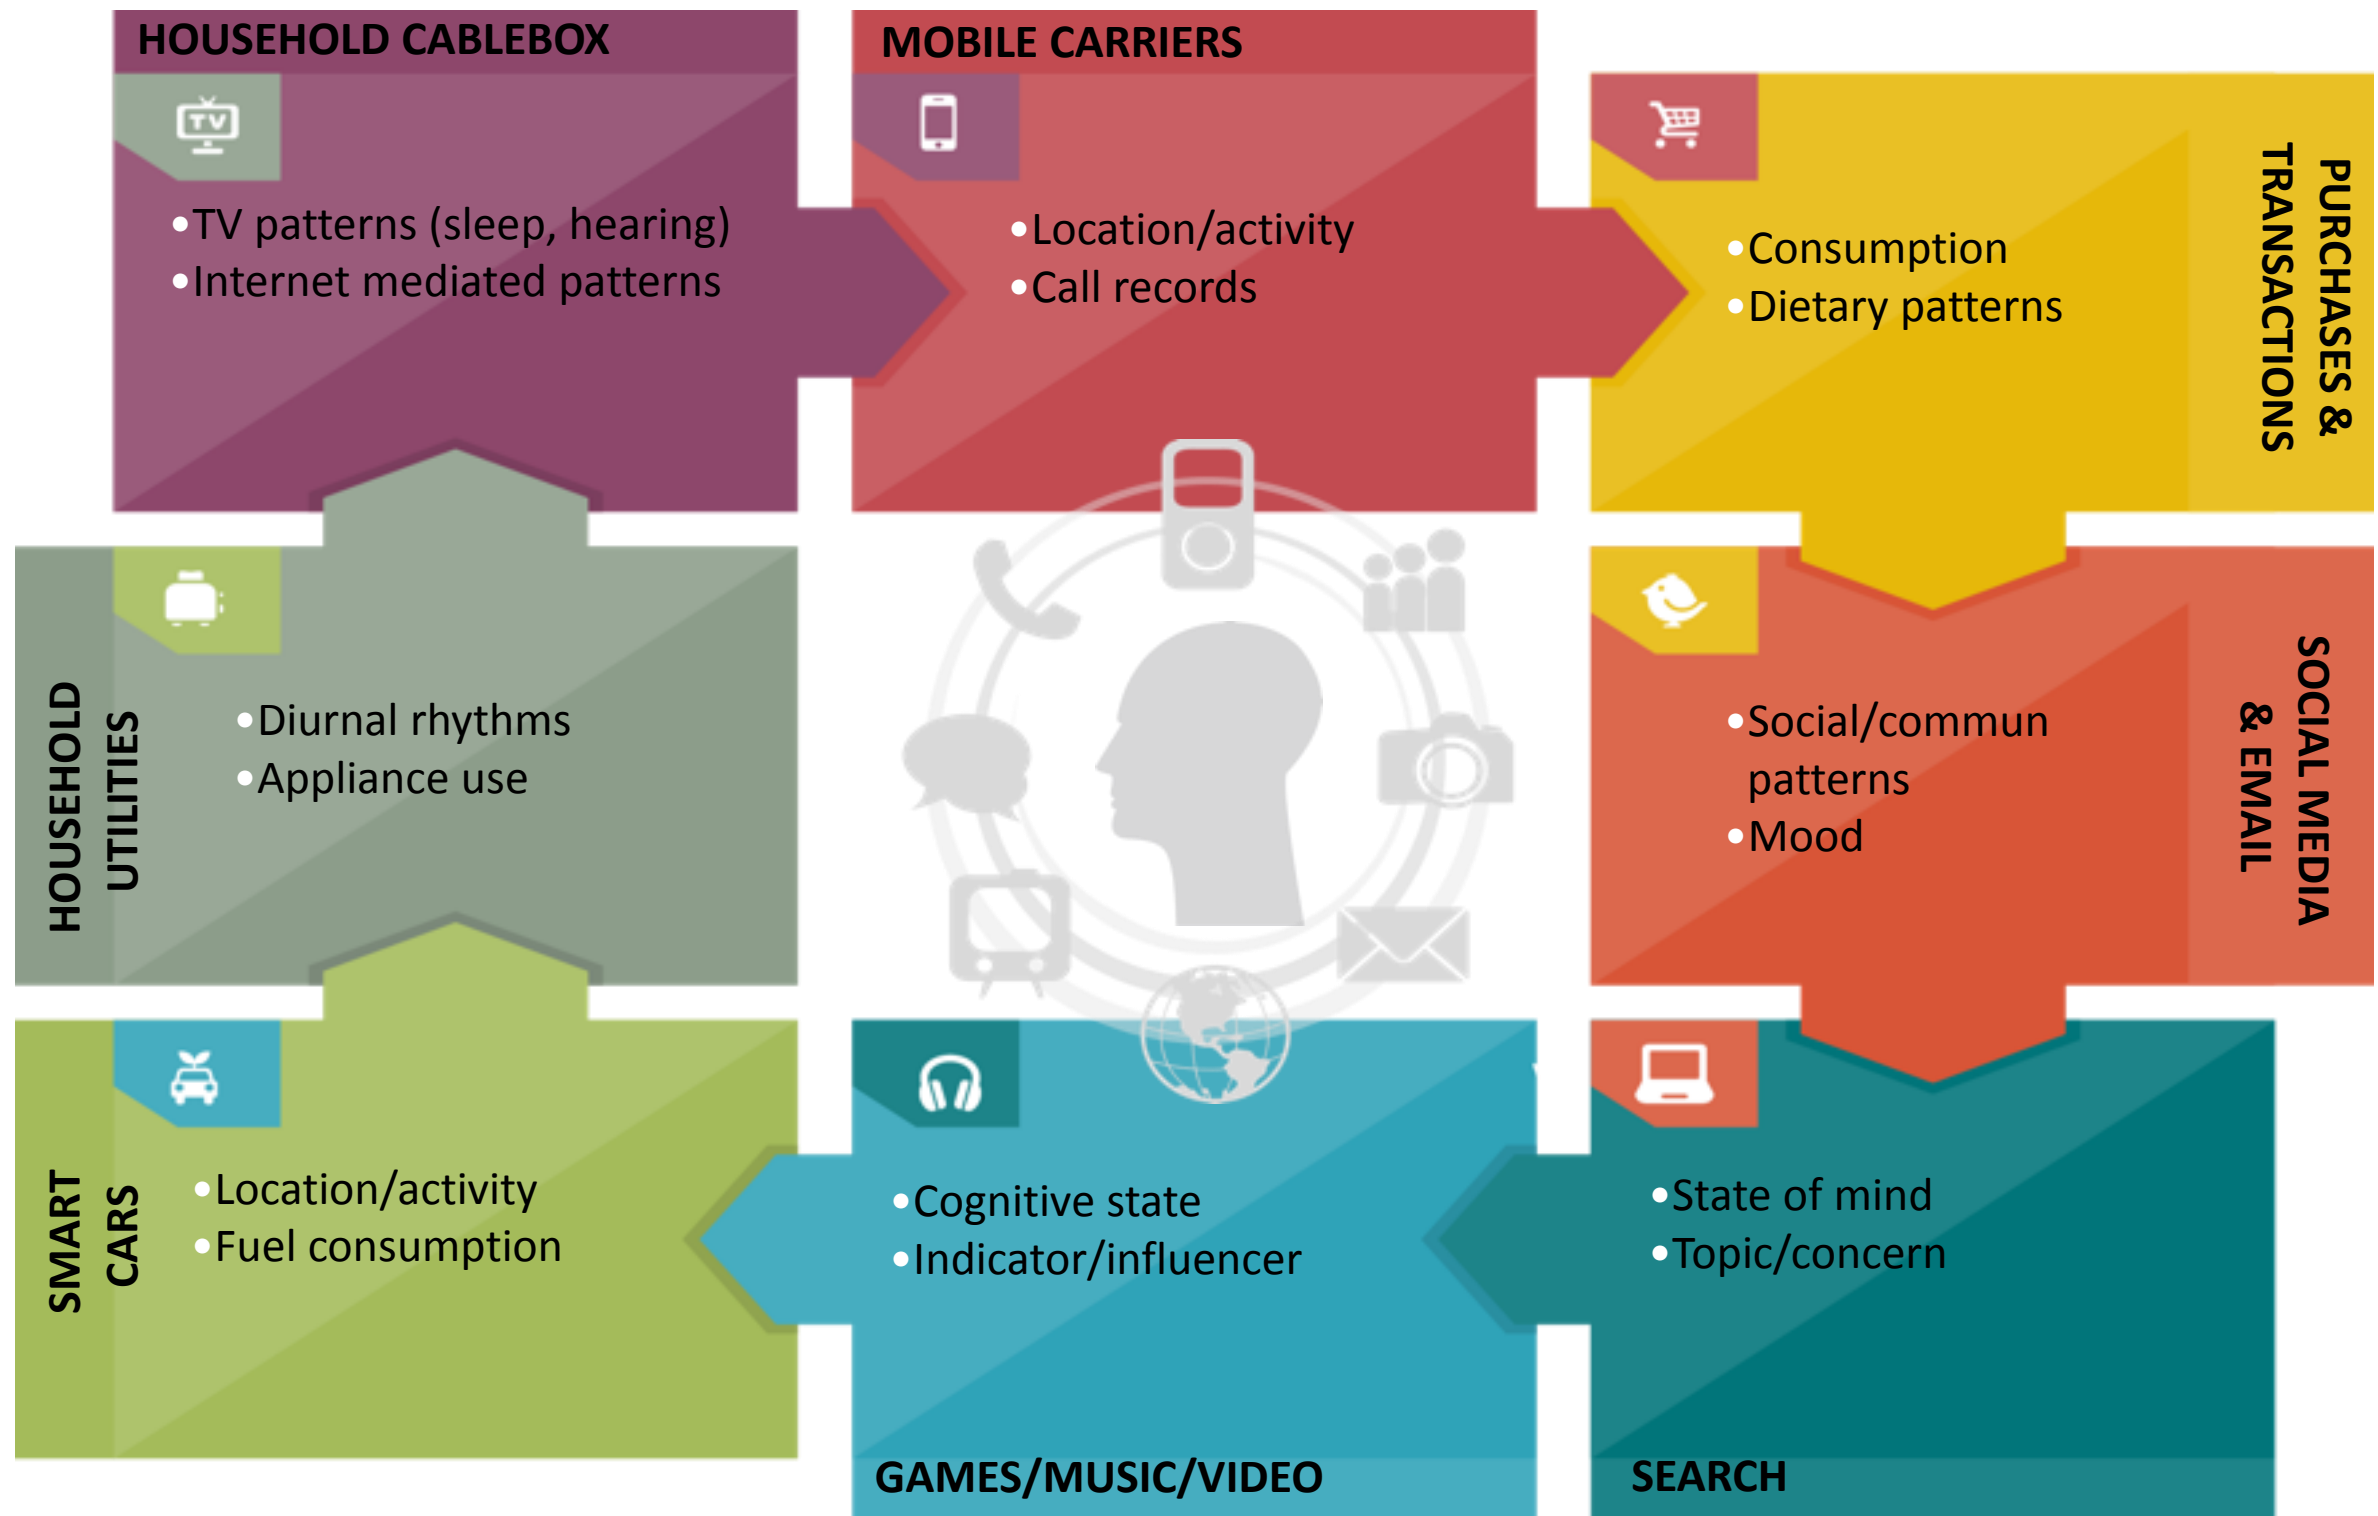 HOUSEHOLD CABLEBOX
TV
•TV patterns (sleep, hearing)
•Internet mediated patterns
MOBILE CARRIERS
•Location/activity
•Call records
PURCHASES &
TRANSACTIONS
•Consumption
•Dietary patterns
HOUSEHOLD
UTILITIES
•Diurnal rhythms
•Appliance use
SOCIAL MEDIA
& EMAIL
•Social/commun
patterns
•Mood
SMART
CARS
•Location/activity
•Fuel consumption
•Cognitive state
•Indicator/influencer
GAMES/MUSIC/VIDEO
•State of mind
•Topic/concern
SEARCH